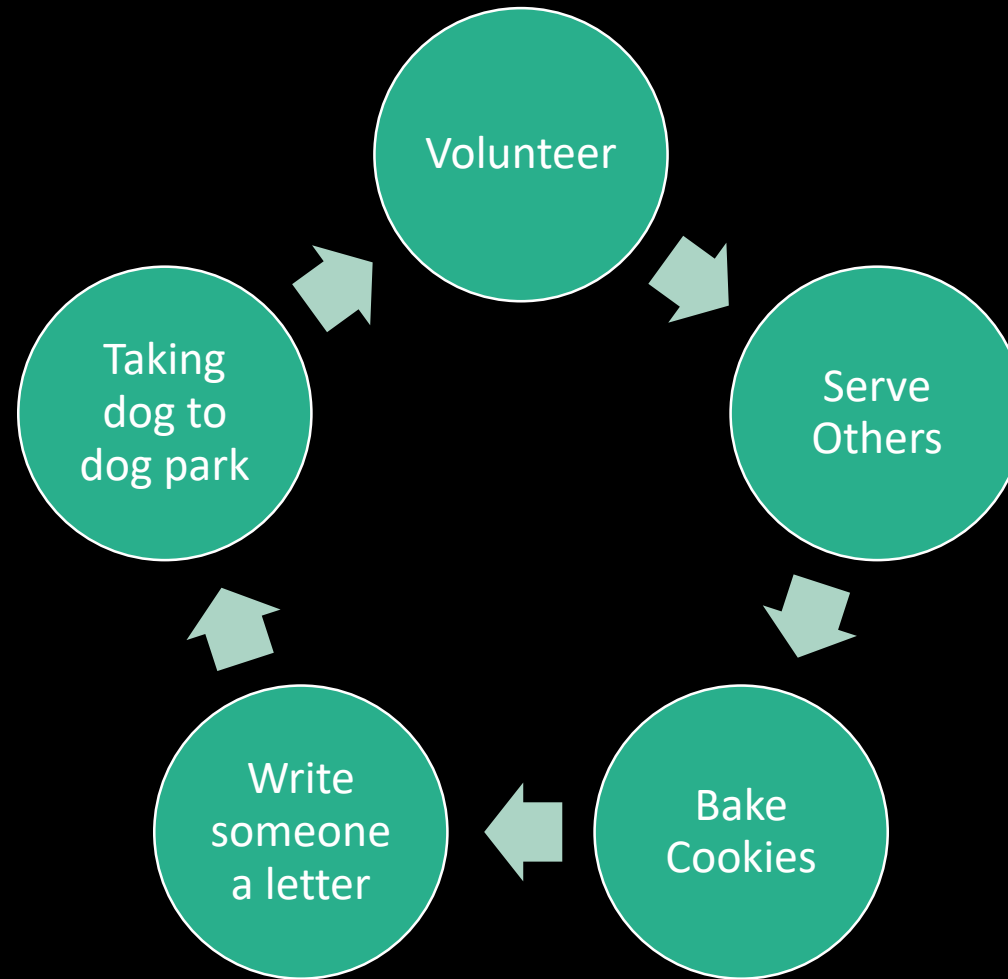 Volunteer
Serve
Others
Bake
Cookies
Write
someone
a letter
Taking
dog to
dog park